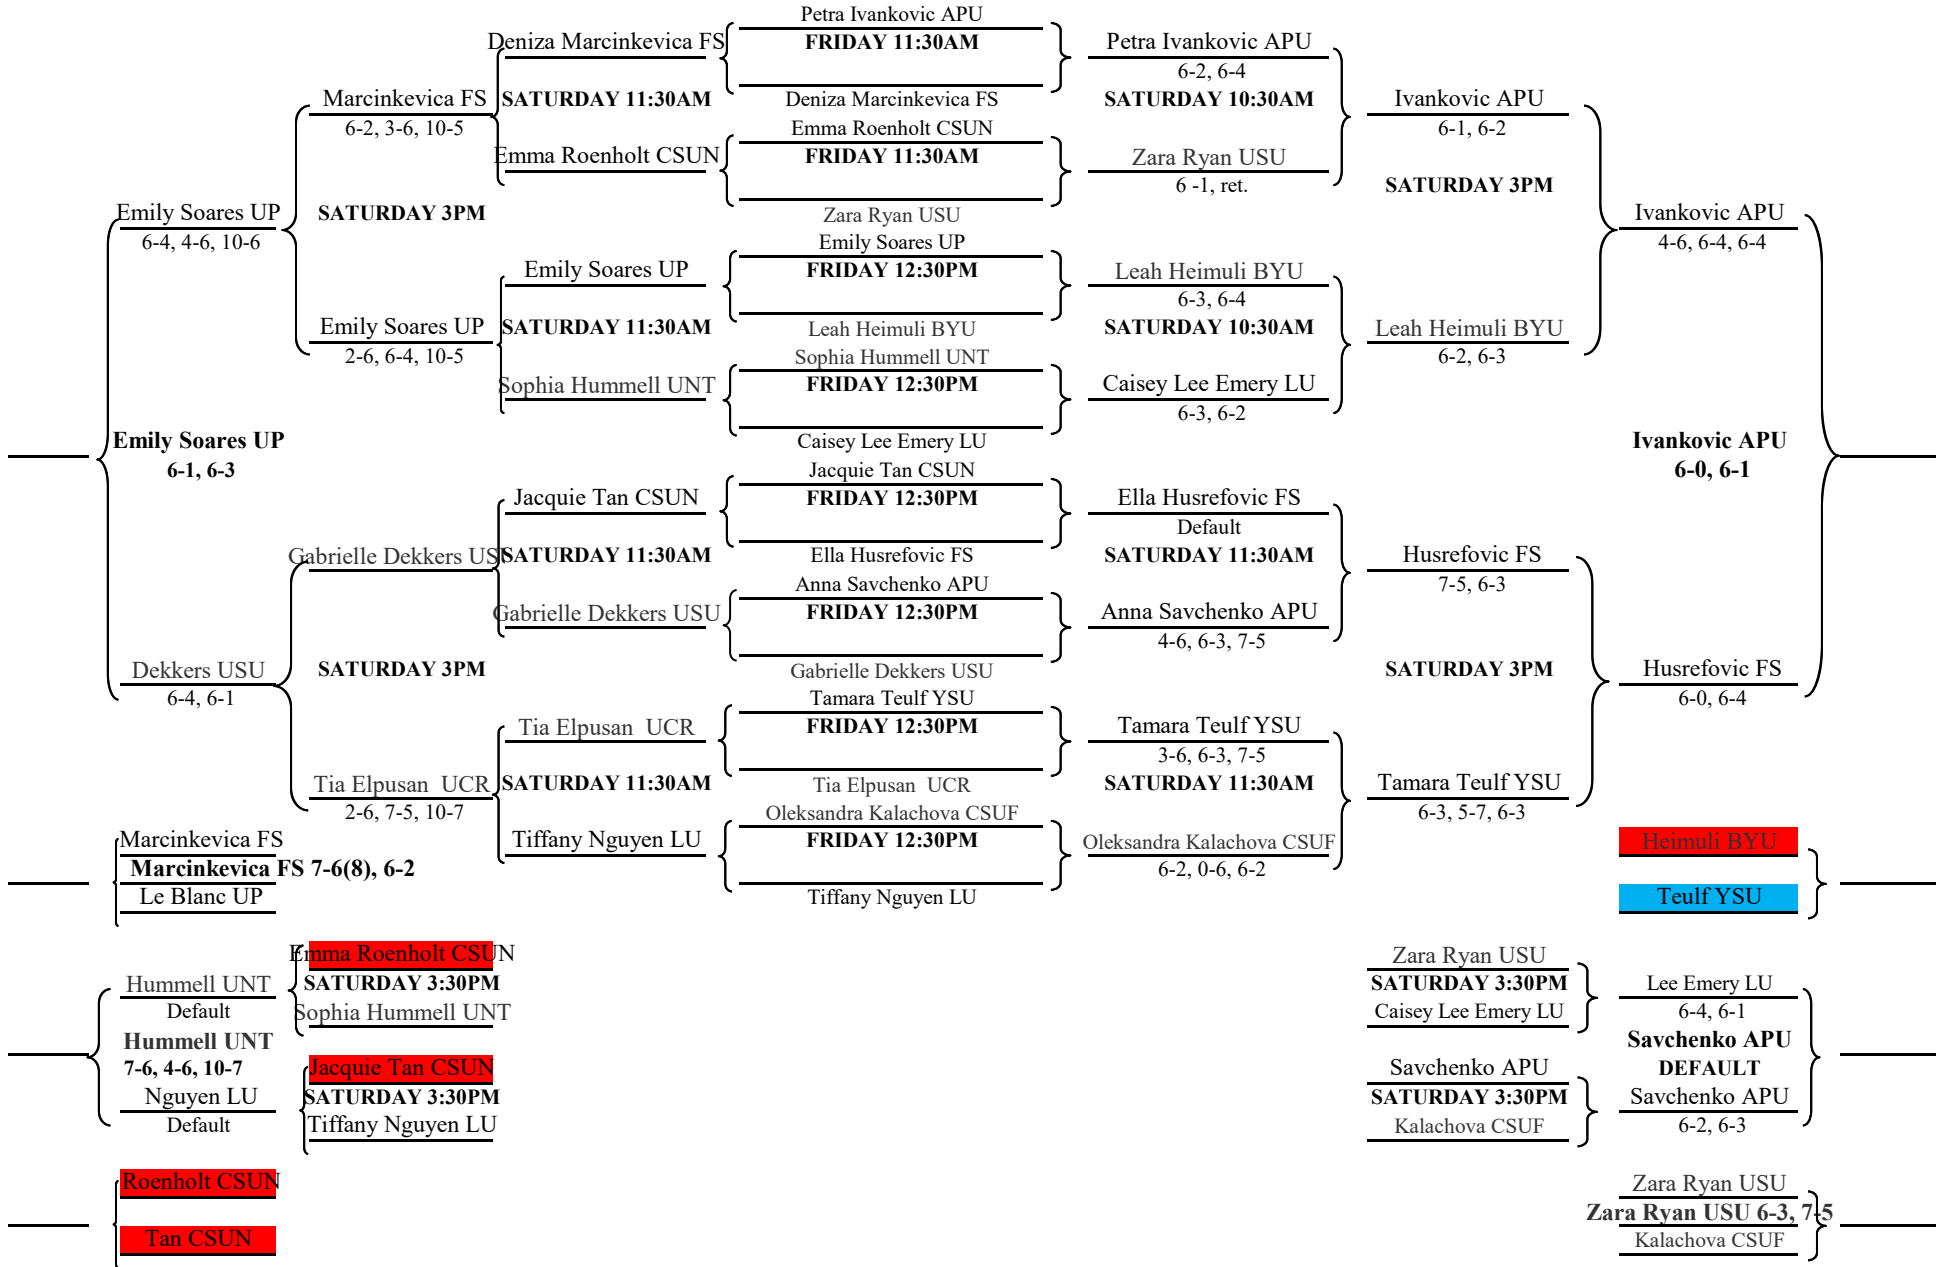 Petra Ivankovic APU
Deniza Marcinkevica FS
FRIDAY 11:30AM
Petra Ivankovic APU
6-2, 6-4
Marcinkevica FS
SATURDAY 11:30AM
Deniza Marcinkevica FS
SATURDAY 10:30AM
Ivankovic APU
6-2, 3-6, 10-5
Emma Roenholt CSUN
6-1, 6-2
Emma Roenholt CSUN
FRIDAY 11:30AM
Zara Ryan USU
6 -1, ret.
SATURDAY 3PM
Emily Soares UP
SATURDAY 3PM
Zara Ryan USU
Ivankovic APU
6-4, 4-6, 10-6
Emily Soares UP
4-6, 6-4, 6-4
Emily Soares UP
FRIDAY 12:30PM
Leah Heimuli BYU
6-3, 6-4
Emily Soares UP
SATURDAY 11:30AM
Leah Heimuli BYU
SATURDAY 10:30AM
Leah Heimuli BYU
2-6, 6-4, 10-5
Sophia Hummell UNT
6-2, 6-3
Sophia Hummell UNT
FRIDAY 12:30PM
Caisey Lee Emery LU
6-3, 6-2
Emily Soares UP
Caisey Lee Emery LU
Ivankovic APU
6-1, 6-3
Jacquie Tan CSUN
6-0, 6-1
Jacquie Tan CSUN
FRIDAY 12:30PM
Ella Husrefovic FS
Default
Gabrielle Dekkers USU
SATURDAY 11:30AM
Ella Husrefovic FS
SATURDAY 11:30AM
Husrefovic FS
Anna Savchenko APU
7-5, 6-3
Gabrielle Dekkers USU
FRIDAY 12:30PM
Anna Savchenko APU
4-6, 6-3, 7-5
Dekkers USU
SATURDAY 3PM
Gabrielle Dekkers USU
SATURDAY 3PM
Husrefovic FS
6-4, 6-1
Tamara Teulf YSU
6-0, 6-4
Tia Elpusan  UCR
FRIDAY 12:30PM
Tamara Teulf YSU
3-6, 6-3, 7-5
Tia Elpusan  UCR
SATURDAY 11:30AM
Tia Elpusan  UCR
SATURDAY 11:30AM
Tamara Teulf YSU
2-6, 7-5, 10-7
Oleksandra Kalachova CSUF
6-3, 5-7, 6-3
Marcinkevica FS
Tiffany Nguyen LU
FRIDAY 12:30PM
Oleksandra Kalachova CSUF
Heimuli BYU
Marcinkevica FS 7-6(8), 6-2
6-2, 0-6, 6-2
Le Blanc UP
Tiffany Nguyen LU
Teulf YSU
Emma Roenholt CSUN
Zara Ryan USU
Hummell UNT
SATURDAY 3:30PM
SATURDAY 3:30PM
Lee Emery LU
Default
Sophia Hummell UNT
Caisey Lee Emery LU
6-4, 6-1
Hummell UNT
Savchenko APU
7-6, 4-6, 10-7
Jacquie Tan CSUN
Savchenko APU
DEFAULT
Nguyen LU
SATURDAY 3:30PM
SATURDAY 3:30PM
Savchenko APU
Default
Tiffany Nguyen LU
Kalachova CSUF
6-2, 6-3
Roenholt CSUN
Zara Ryan USU
Zara Ryan USU 6-3, 7-5
Tan CSUN
Kalachova CSUF